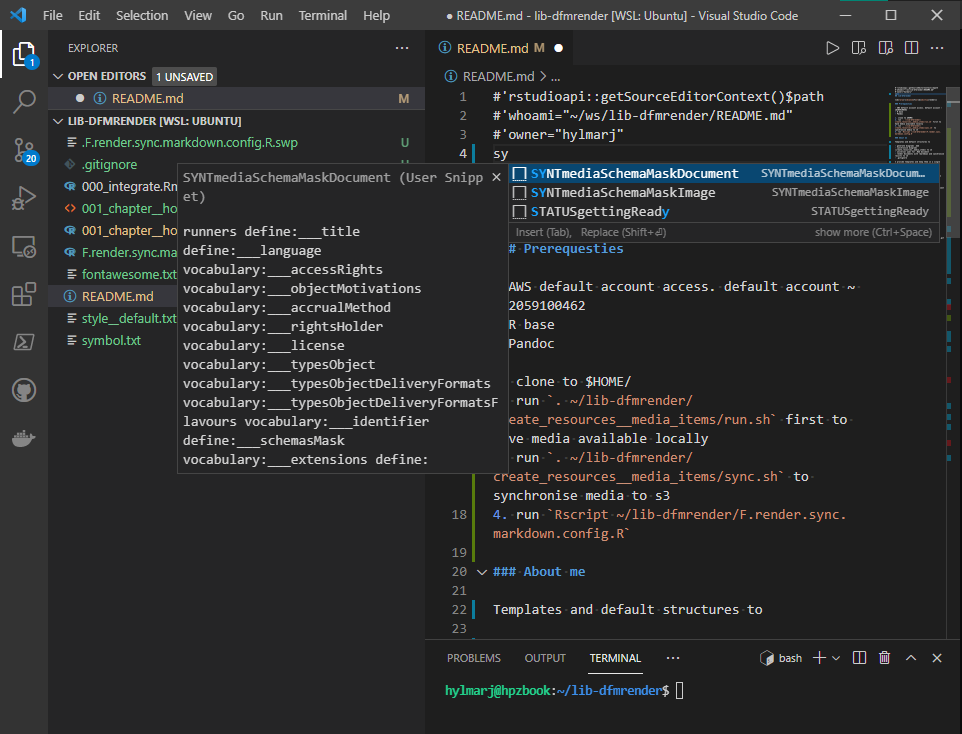 File Edit Selection View Go Run Terminal Help
● README.md - lib-dfmrender [WSL: Ubuntu] - Visual Studio Code
1
20
EXPLORER
OPEN EDITORS 1 UNSAVED
README.md M
LIB-DFMRENDER [WSL: UBUNTU]
.F.render.sync.markdown.config.R.swp U
.gitignore U
000_integrate.Rn
001_chapter__ho
001_chapter__ho
F.render.sync.ma
fontawesome.txt
README.md
style__default.txt
symbol.txt
SYNTmediaSchemaMaskDocument (User Snipp
et)
runners define:___title
define:___language
vocabulary:___accessRights
vocabulary:___objectMotivations
vocabulary:___accrualMethod
vocabulary:___rightsHolder
vocabulary:___license
vocabulary:___typesObject
vocabulary:___typesObjectDeliveryFormats
vocabulary:___typesObjectDeliveryFormatsF
lavours vocabulary:___identifier
define:___schemasMask
vocabulary:___extensions define:
README.md M
README.md > ...
1 #'rstudioapi::getSourceEditorContext()$path
2 #'whoami="~/ws/lib-dfmrender/README.md"
3 #'owner="hylmarj"
4 sy
SYNTmediaSchemaMaskDocument SYNTmediaSchemaMaskDocum...
SYNTmediaSchemaMaskImage SYNTmediaSchemaMaskImage
STATUSgettingReady STATUSgettingReady
Insert (Tab), Replace (Shift+⏎) show more (Ctrl+Space)
# Prerequesties
AWS default account access. default account ~
2059100462
R base
Pandoc
clone to $HOME/
run `. ~/lib-dfmrender/
eate_resources__media_items/run.sh` first to
ve media available locally
run `. ~/lib-dfmrender/
create_resources__media_items/sync.sh` to
synchronise media to s3
18 4. run `Rscript ~/lib-dfmrender/F.render.sync.
markdown.config.R`
19
20 ### About me
21
22 Templates and default structures to
23
PROBLEMS OUTPUT TERMINAL ... bash
hylmarj@hpzbook:~/lib-dfmrender$